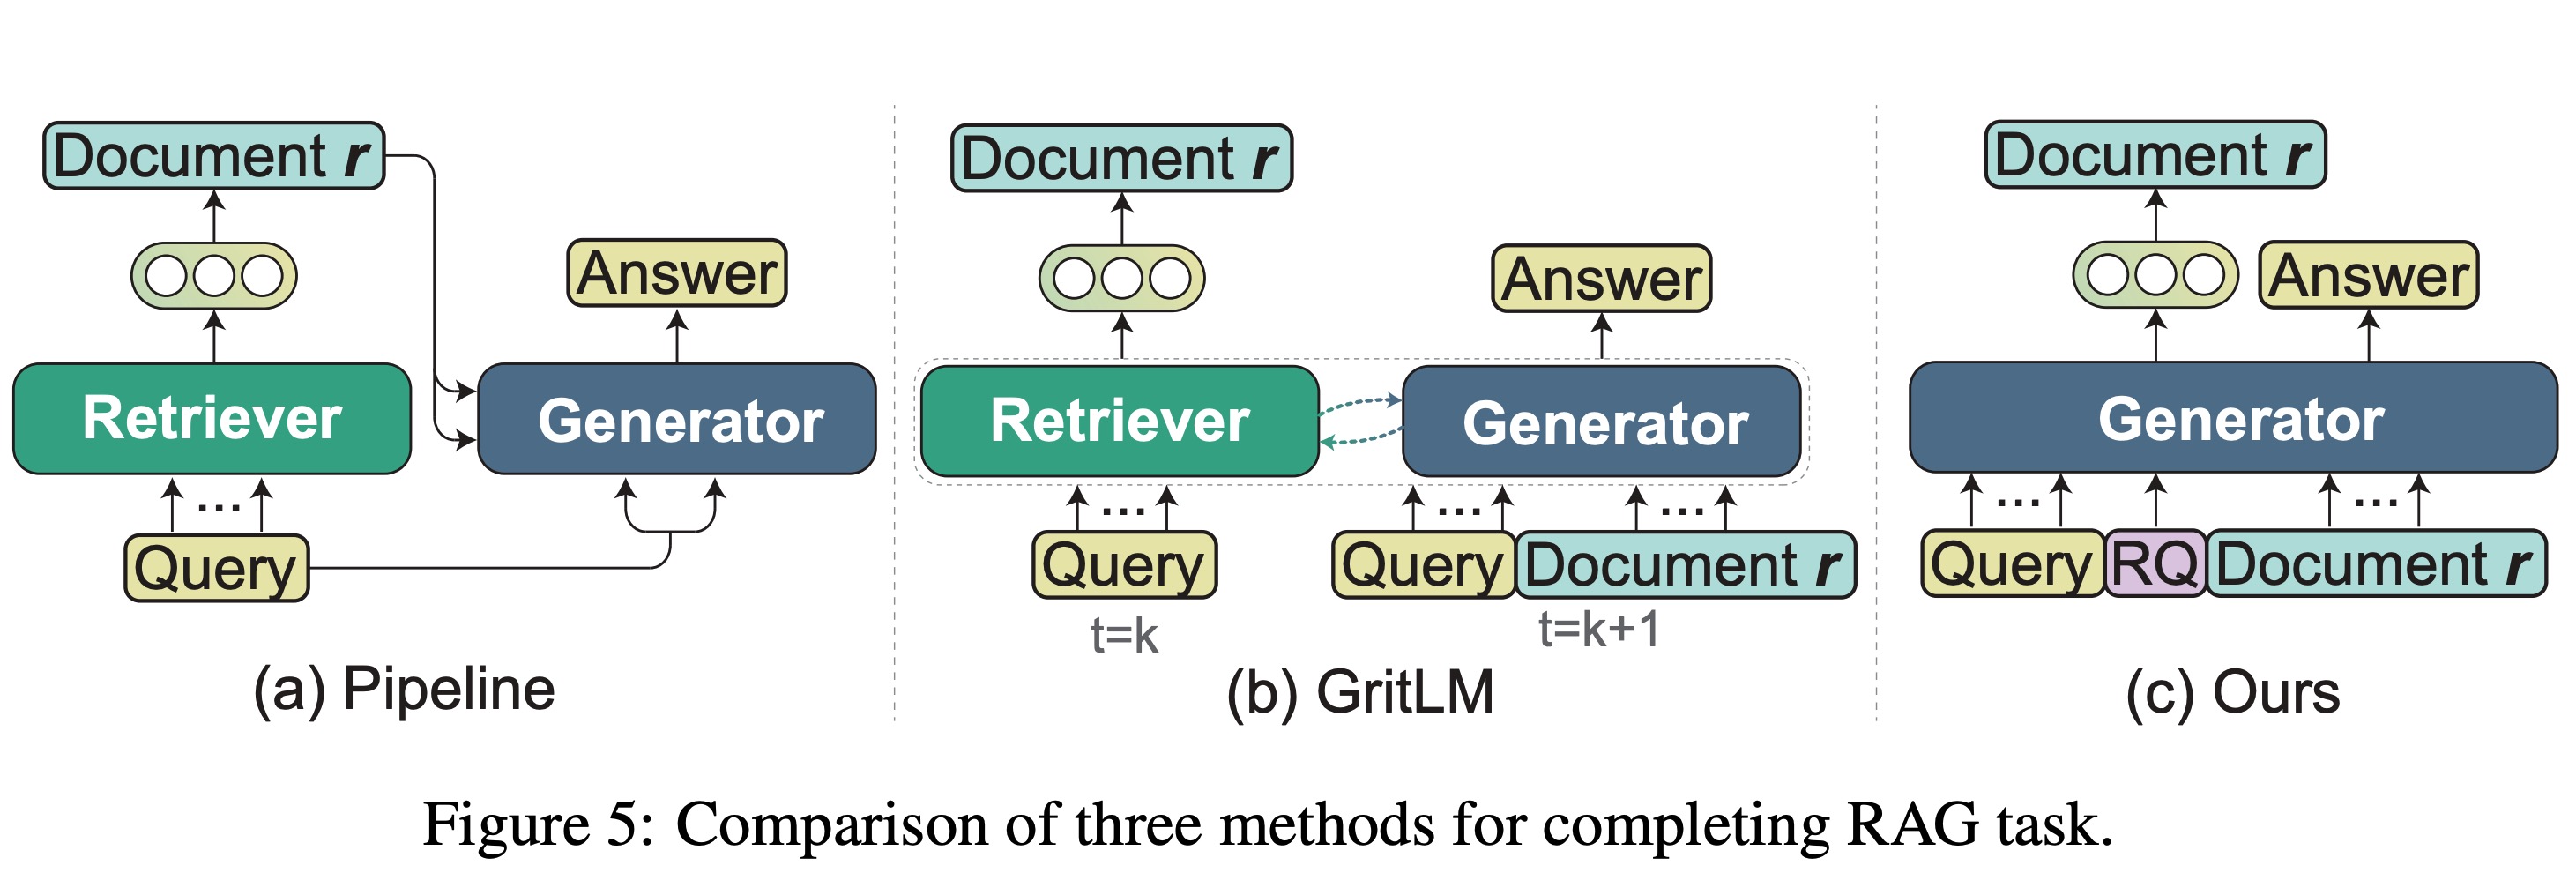 Document r
Answer
Retriever
Generator
...
Query
(a) Pipeline
Document r
Answer
Retriever
Generator
... ... ...
Query Query Document r
t=k t=k+1
(b) GritLM
Document r
Answer
Generator
... ...
Query RQ Document r
(c) Ours
Figure 5: Comparison of three methods for completing RAG task.